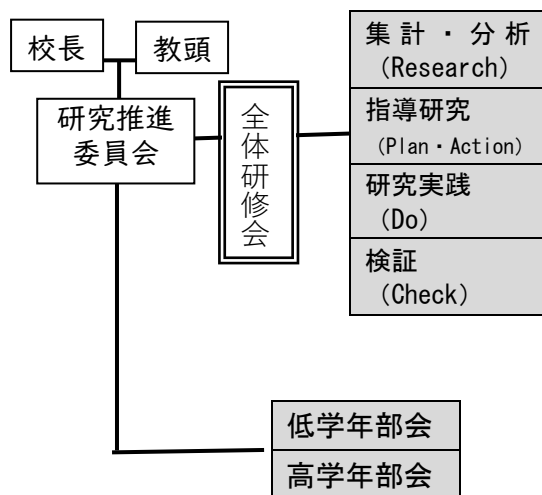 校長
教頭
研究推進
委員会
全体研修会
集計・分析
（Research）
指導研究
（Plan・Action）
研究実践
（Do）
検証
（Check）
低学年部会
高学年部会